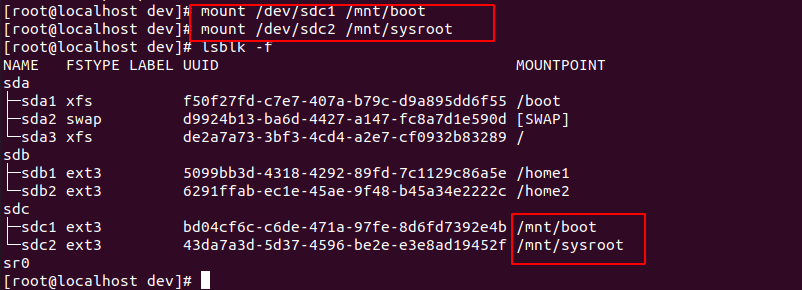 [root@localhost dev]# mount /dev/sdc1 /mnt/boot
[root@localhost dev]# mount /dev/sdc2 /mnt/sysroot
[root@localhost dev]# lsblk -f
NAME   FSTYPE LABEL UUID                                 MOUNTPOINT
sda
├─sda1 xfs          f50f27fd-c7e7-407a-b79c-d9a895dd6f55 /boot
├─sda2 swap         d9924b13-ba6d-4427-a147-fc8a7d1e590d [SWAP]
└─sda3 xfs          de2a7a73-3bf3-4cd4-a2e7-cf0932b83289 /
sdb
├─sdb1 ext3         5099bb3d-4318-4292-89fd-7c1129c86a5e /home1
└─sdb2 ext3         6291ffab-ec1e-45ae-9f48-b45a34e2222c /home2
sdc
├─sdc1 ext3         bd04cf6c-c6de-471a-97fe-8d6fd7392e4b /mnt/boot
└─sdc2 ext3         43da7a3d-5d37-4596-be2e-e3e8ad19452f /mnt/sysroot
sr0
[root@localhost dev]#